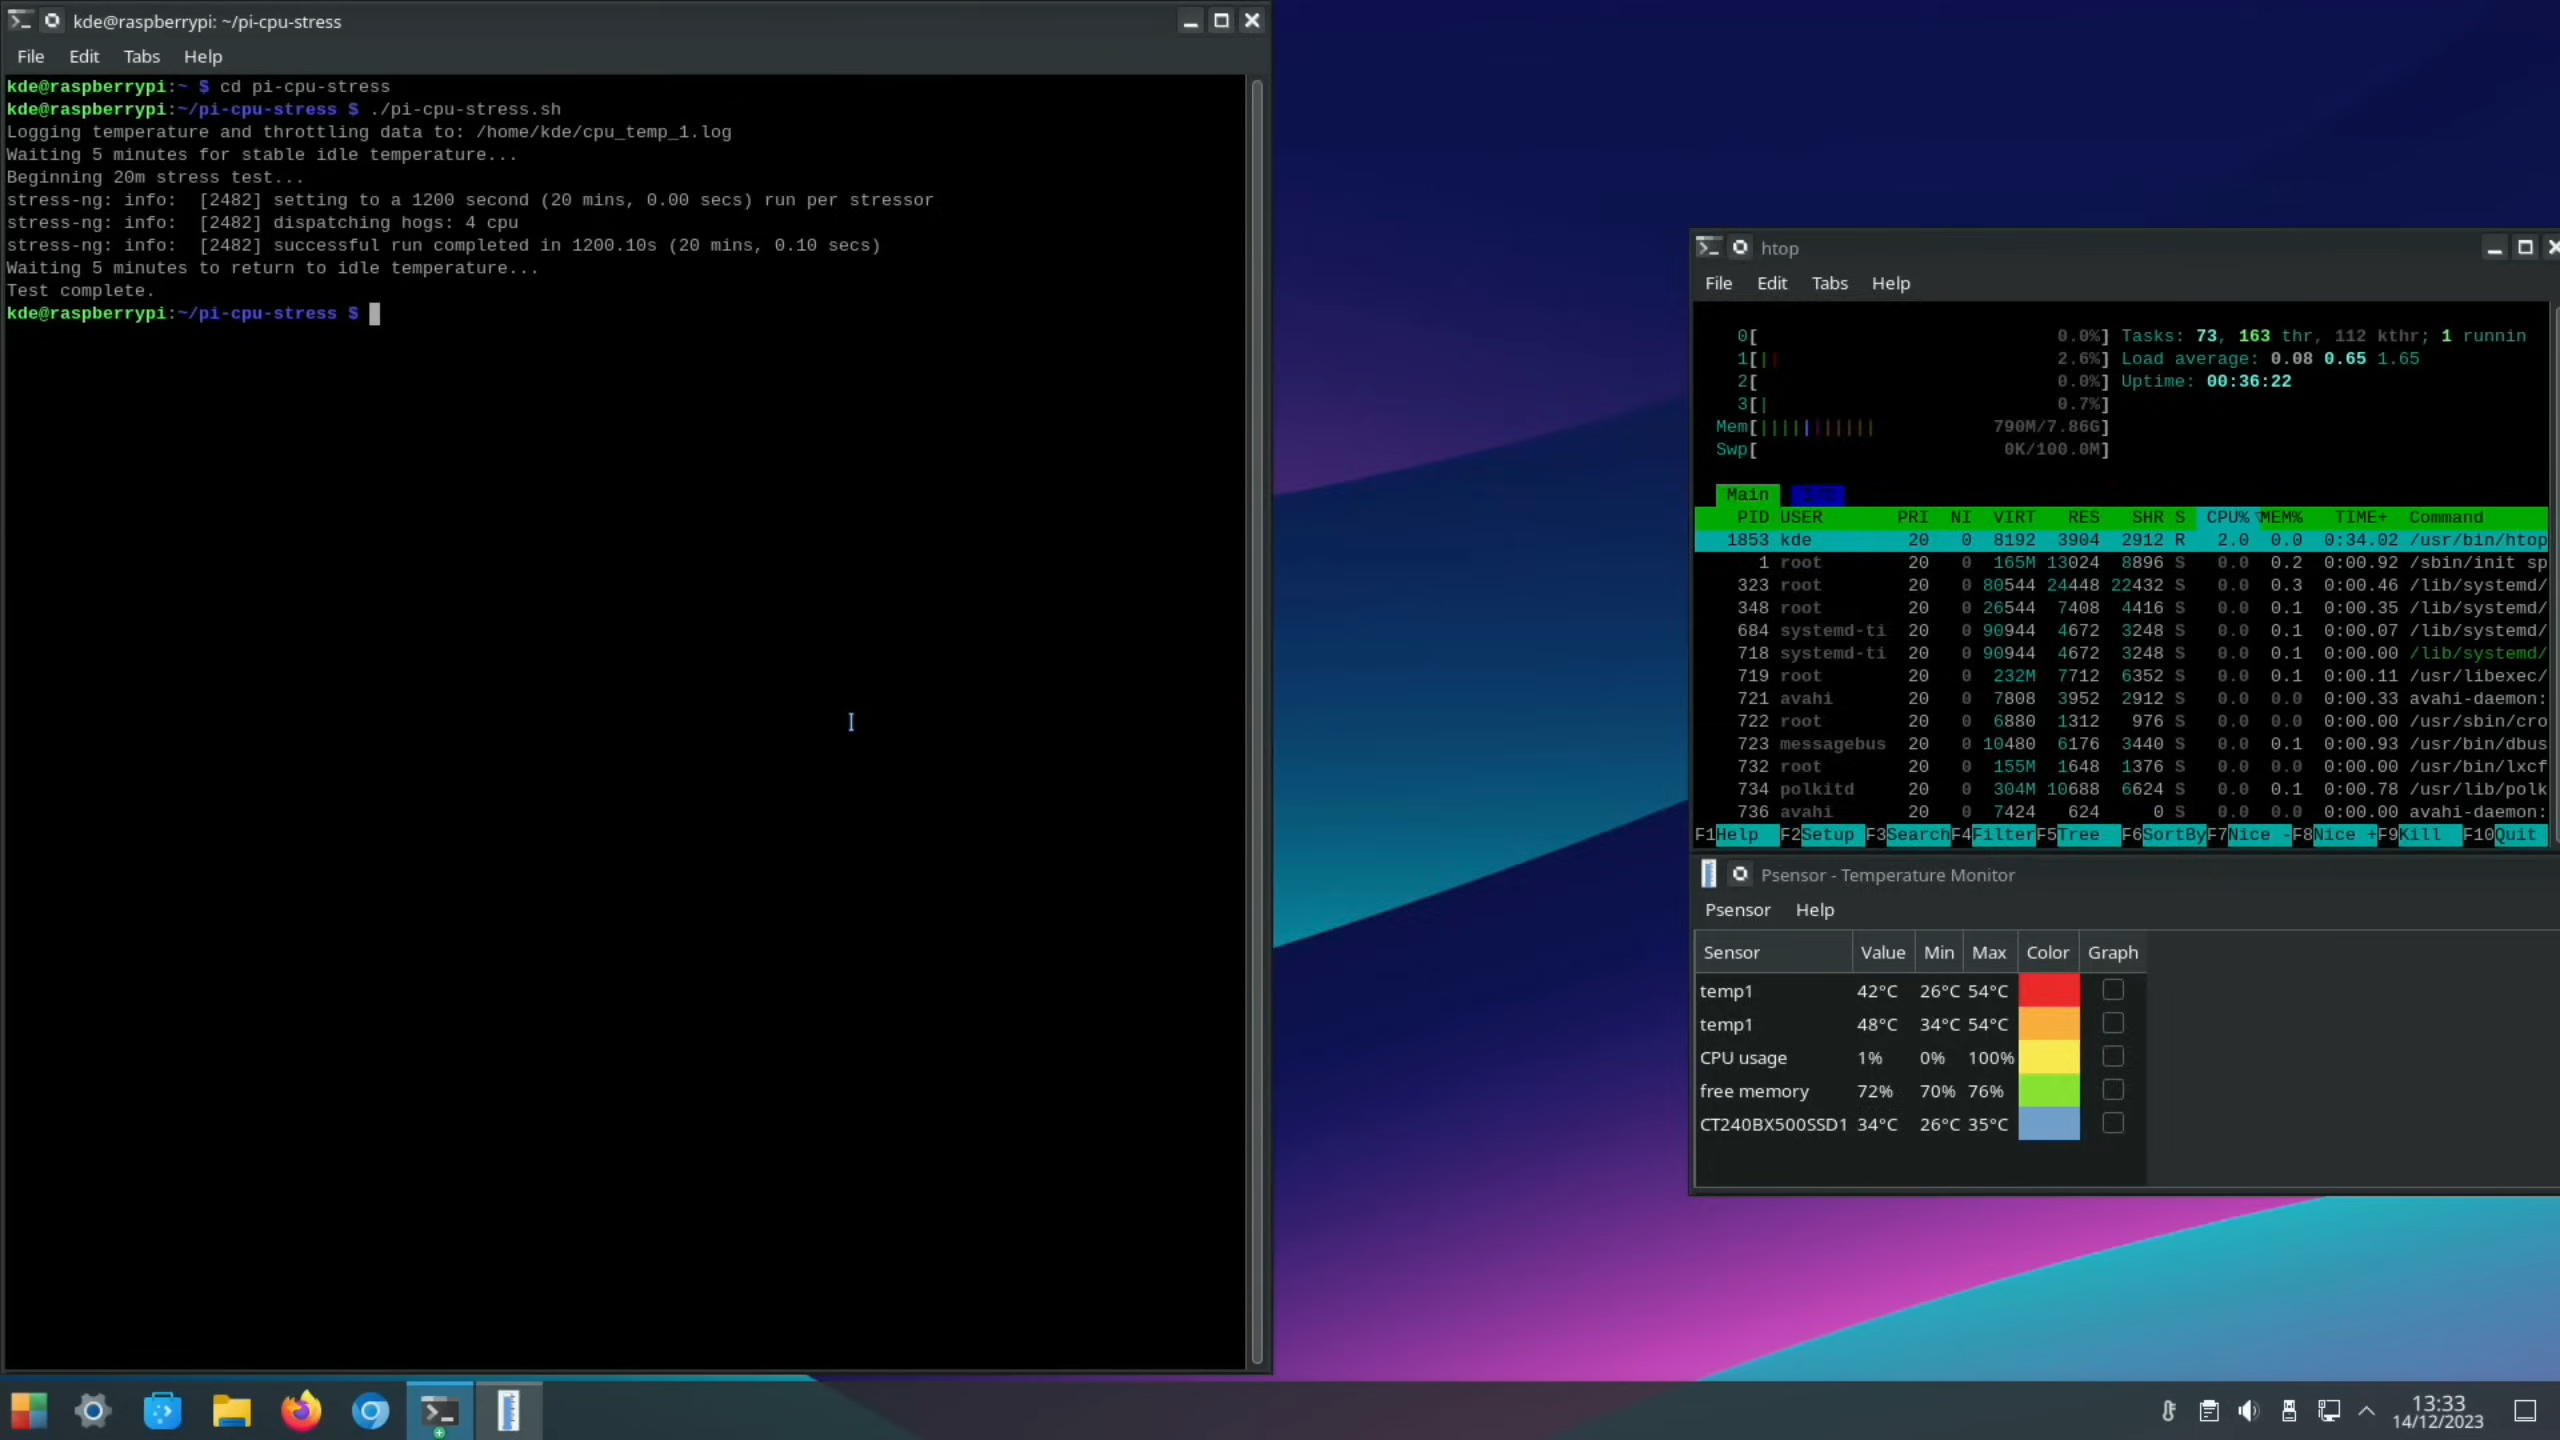 kde@raspberrypi: ~/pi-cpu-stress
File Edit Tabs Help
kde@raspberrypi:~ $ cd pi-cpu-stress
kde@raspberrypi:~/pi-cpu-stress $ ./pi-cpu-stress.sh
Logging temperature and throttling data to: /home/kde/cpu_temp_1.log
Waiting 5 minutes for stable idle temperature...
Beginning 20m stress test...
stress-ng: info:  [2482] setting to a 1200 second (20 mins, 0.00 secs) run per stressor
stress-ng: info:  [2482] dispatching hogs: 4 cpu
stress-ng: info:  [2482] successful run completed in 1200.10s (20 mins, 0.10 secs)
Waiting 5 minutes to return to idle temperature...
Test complete.
kde@raspberrypi:~/pi-cpu-stress $
htop
File Edit Tabs Help
0[ 0.0%] Tasks: 73, 163 thr, 112 kthr; 1 runnin
1[|| 2.6%] Load average: 0.08 0.65 1.65
2[ 0.0%] Uptime: 00:36:22
3[| 0.7%]
Mem[||||||||||| 790M/7.86G]
Swp[ 0K/100.0M]
Main
PID USER PRI NI VIRT RES SHR S CPU%▽MEM% TIME+ Command
1853 kde 20 0 8192 3904 2912 R 2.0 0.0 0:34.02 /usr/bin/htop
1 root 20 0 165M 13024 8896 S 0.0 0.2 0:00.92 /sbin/init sp
323 root 20 0 80544 24448 22432 S 0.0 0.3 0:00.46 /lib/systemd/
348 root 20 0 26544 7408 4416 S 0.0 0.1 0:00.35 /lib/systemd/
684 systemd-ti 20 0 90944 4672 3248 S 0.0 0.1 0:00.07 /lib/systemd/
718 systemd-ti 20 0 90944 4672 3248 S 0.0 0.1 0:00.00 /lib/systemd/
719 root 20 0 232M 7712 6352 S 0.0 0.1 0:00.11 /usr/libexec/
721 avahi 20 0 7808 3952 2912 S 0.0 0.0 0:00.33 avahi-daemon:
722 root 20 0 6880 1312 976 S 0.0 0.0 0:00.00 /usr/sbin/cro
723 messagebus 20 0 10480 6176 3440 S 0.0 0.1 0:00.93 /usr/bin/dbus
732 root 20 0 155M 1648 1376 S 0.0 0.0 0:00.00 /usr/bin/lxcf
734 polkitd 20 0 304M 10688 6624 S 0.0 0.1 0:00.78 /usr/lib/polk
736 avahi 20 0 7424 624 0 S 0.0 0.0 0:00.00 avahi-daemon:
F1Help F2Setup F3SearchF4FilterF5Tree F6SortByF7Nice -F8Nice +F9Kill F10Quit
Psensor - Temperature Monitor
Psensor Help
Sensor Value Min Max Color Graph
temp1 42°C 26°C 54°C
temp1 48°C 34°C 54°C
CPU usage 1% 0% 100%
free memory 72% 70% 76%
CT240BX500SSD1 34°C 26°C 35°C
13:33
14/12/2023